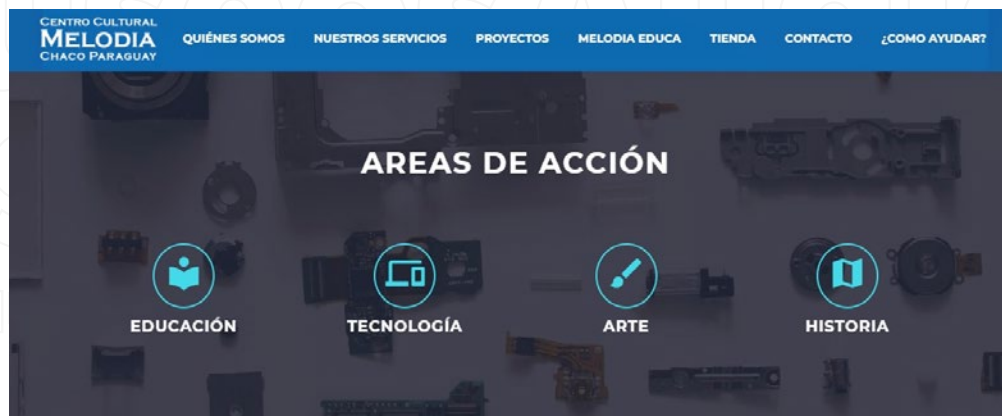 CENTRO CULTURAL
MELODIA
CHACO PARAGUAY
QUIÉNES SOMOS NUESTROS SERVICIOS PROYECTOS MELODIA EDUCA TIENDA CONTACTO ¿COMO AYUDAR?
AREAS DE ACCIÓN
EDUCACIÓN TECNOLOGÍA ARTE HISTORIA